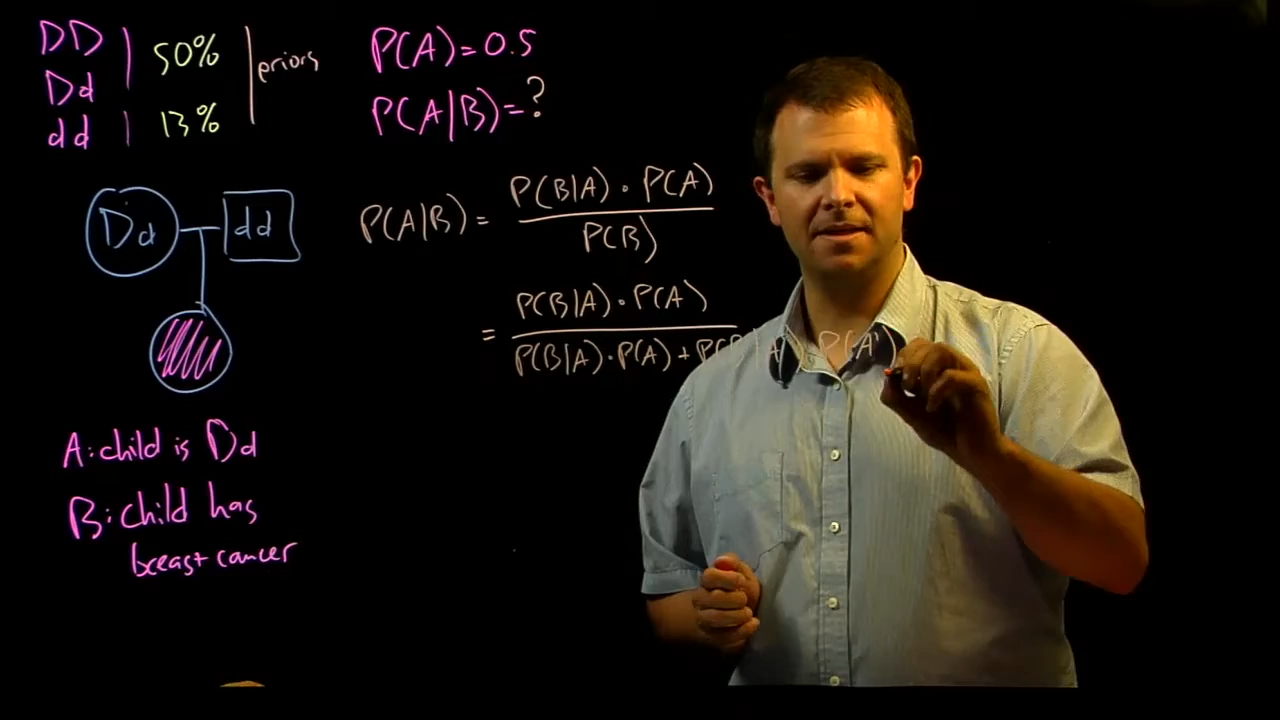 DD
Dd
dd
50%
13%
priors
P(A)=0.5
P(A|B)=?
Dd
dd
P(A|B) = P(B|A) · P(A)
P(B)
= P(B|A) · P(A)
P(B|A) · P(A) + P(B|A') · P(A')
A: child is Dd
B: child has
breast cancer